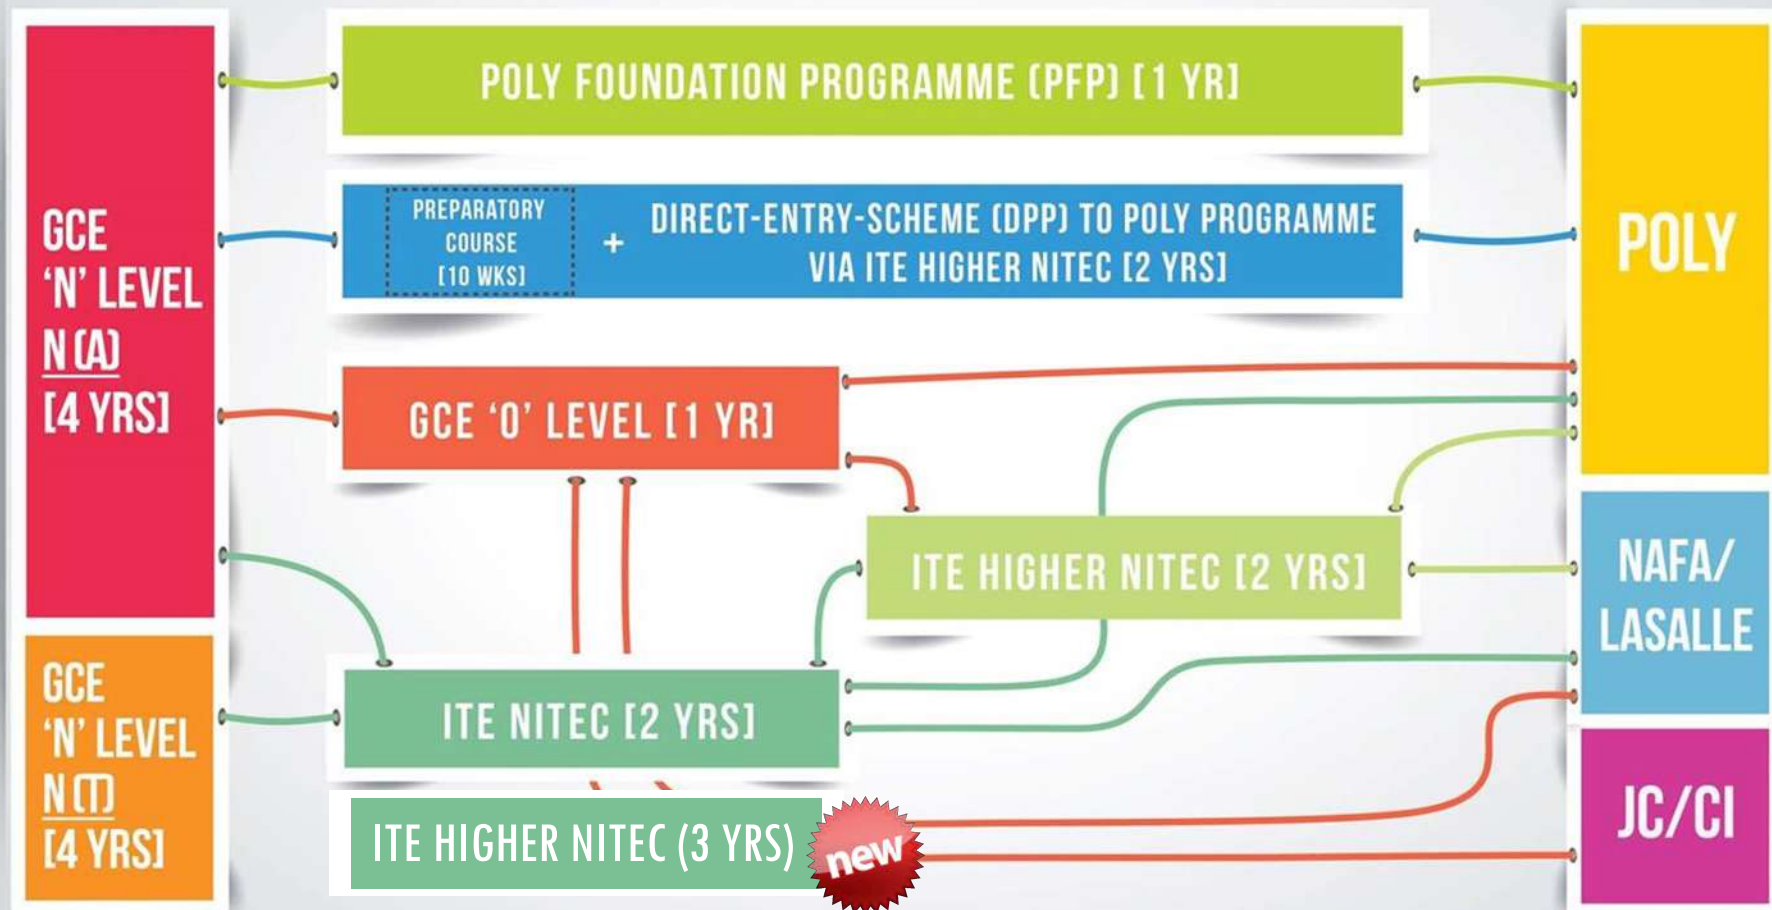 GCE
‘N’ LEVEL
N (A)
[4 YRS]
GCE
‘N’ LEVEL
N (T)
[4 YRS]
POLY FOUNDATION PROGRAMME (PFP) [1 YR]
PREPARATORY
COURSE
[10 WKS]
+
DIRECT-ENTRY-SCHEME (DPP) TO POLY PROGRAMME
VIA ITE HIGHER NITEC [2 YRS]
GCE ‘O’ LEVEL [1 YR]
ITE HIGHER NITEC [2 YRS]
ITE NITEC [2 YRS]
ITE HIGHER NITEC (3 YRS)
new
POLY
NAFA/
LASALLE
JC/CI